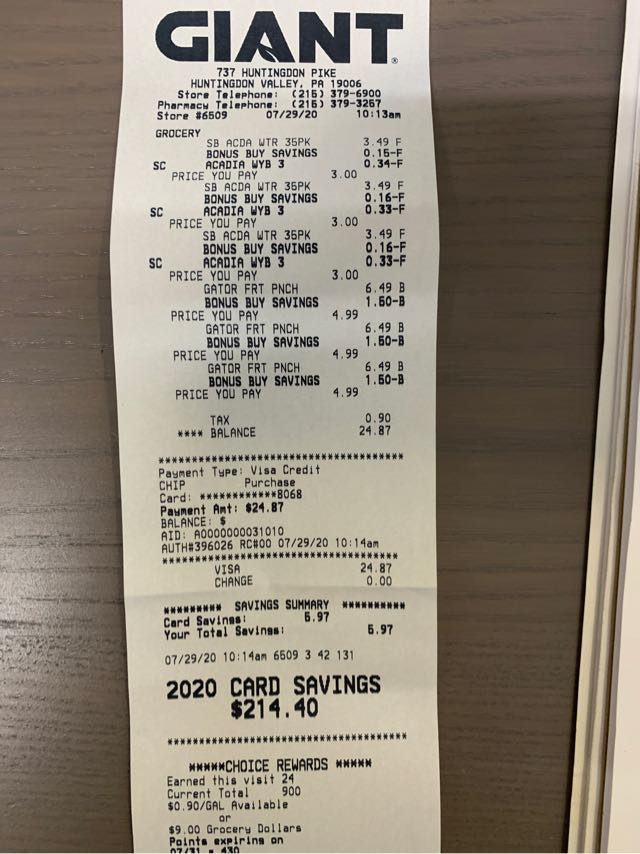 GIANT®
737 HUNTINGDON PIKE
HUNTINGDON VALLEY, PA 19006
Store Telephone: (215) 379-6900
Pharmacy Telephone: (215) 379-3257
Store #6509 07/29/20 10:13am
GROCERY
SB ACDA WTR 35PK 3.49 F
BONUS BUY SAVINGS 0.15-F
SC ACADIA WYB 3 0.34-F
PRICE YOU PAY 3.00
SB ACDA WTR 35PK 3.49 F
BONUS BUY SAVINGS 0.16-F
SC ACADIA WYB 3 0.33-F
PRICE YOU PAY 3.00
SB ACDA WTR 35PK 3.49 F
BONUS BUY SAVINGS 0.16-F
SC ACADIA WYB 3 0.33-F
PRICE YOU PAY 3.00
GATOR FRT PNCH 6.49 B
BONUS BUY SAVINGS 1.50-B
PRICE YOU PAY 4.99
GATOR FRT PNCH 6.49 B
BONUS BUY SAVINGS 1.50-B
PRICE YOU PAY 4.99
GATOR FRT PNCH 6.49 B
BONUS BUY SAVINGS 1.50-B
PRICE YOU PAY 4.99
TAX 0.90
**** BALANCE 24.87
****************************************
Payment Type: Visa Credit
CHIP Purchase
Card: ************8068
Payment Amt: $24.87
BALANCE: $
AID: A0000000031010
AUTH#396026 RC#00 07/29/20 10:14am
****************************************
VISA 24.87
CHANGE 0.00
********* SAVINGS SUMMARY **********
Card Savings: 5.97
Your Total Savings: 5.97
07/29/20 10:14am 6509 3 42 131
2020 CARD SAVINGS
$214.40
****************************************
*****CHOICE REWARDS *****
Earned this visit 24
Current Total 900
$0.90/GAL Available
or
$9.00 Grocery Dollars
Points expiring on
07/31 = 430